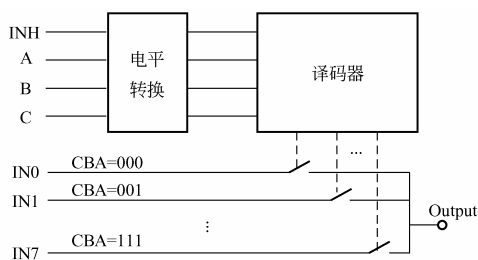 INH
A
B
C
电平
转换
译码器
...
IN0 CBA=000
IN1 CBA=001
Output
...
IN7 CBA=111